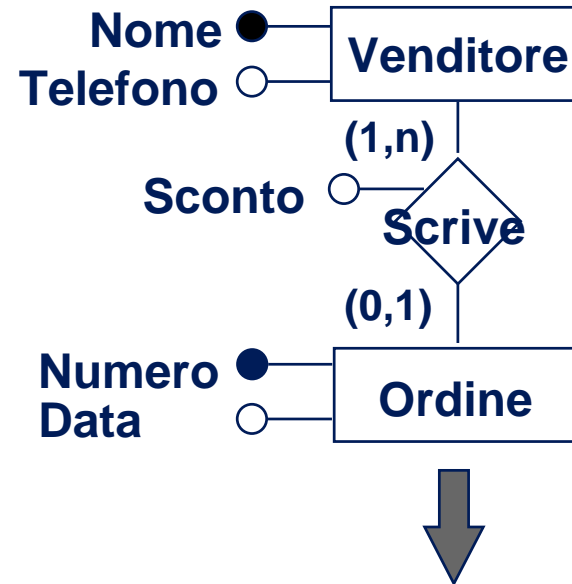 Nome
Venditore
Telefono
(1,n)
Sconto
Scrive
(0,1)
Numero
Ordine
Data